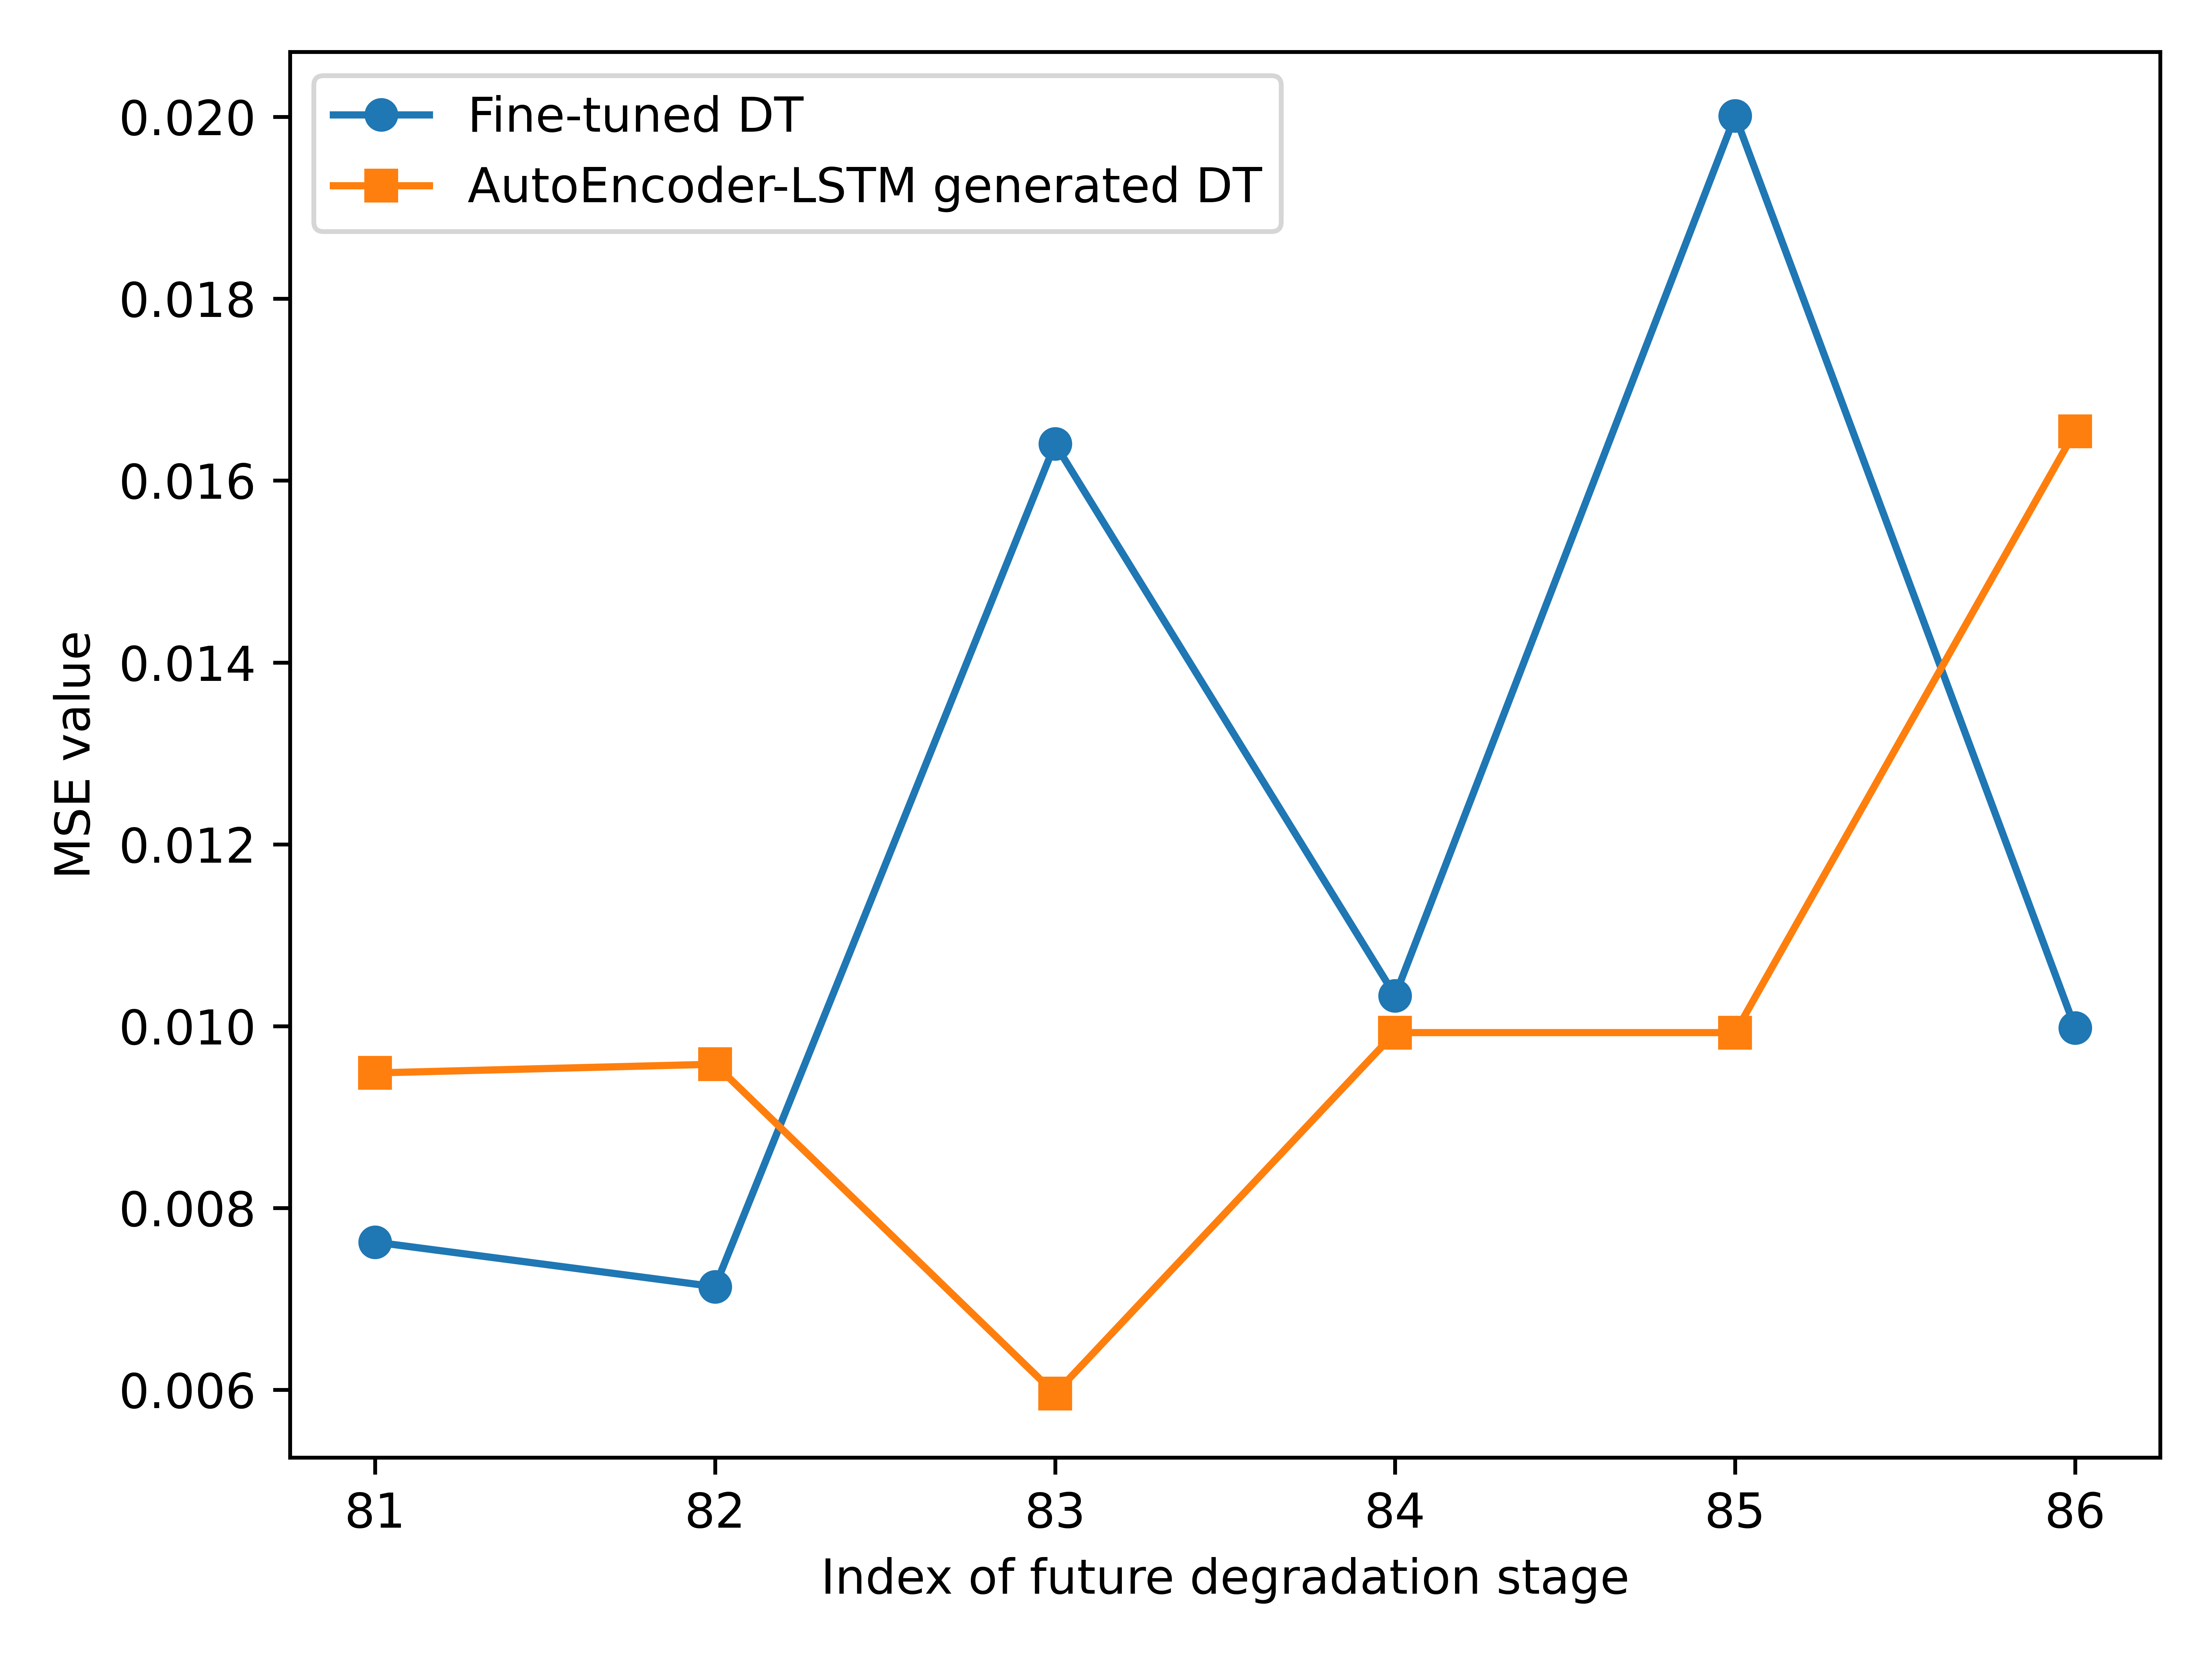 Fine-tuned DT
AutoEncoder-LSTM generated DT
0.020
0.018
0.016
0.014
0.012
0.010
0.008
0.006
MSE value
81 82 83 84 85 86
Index of future degradation stage